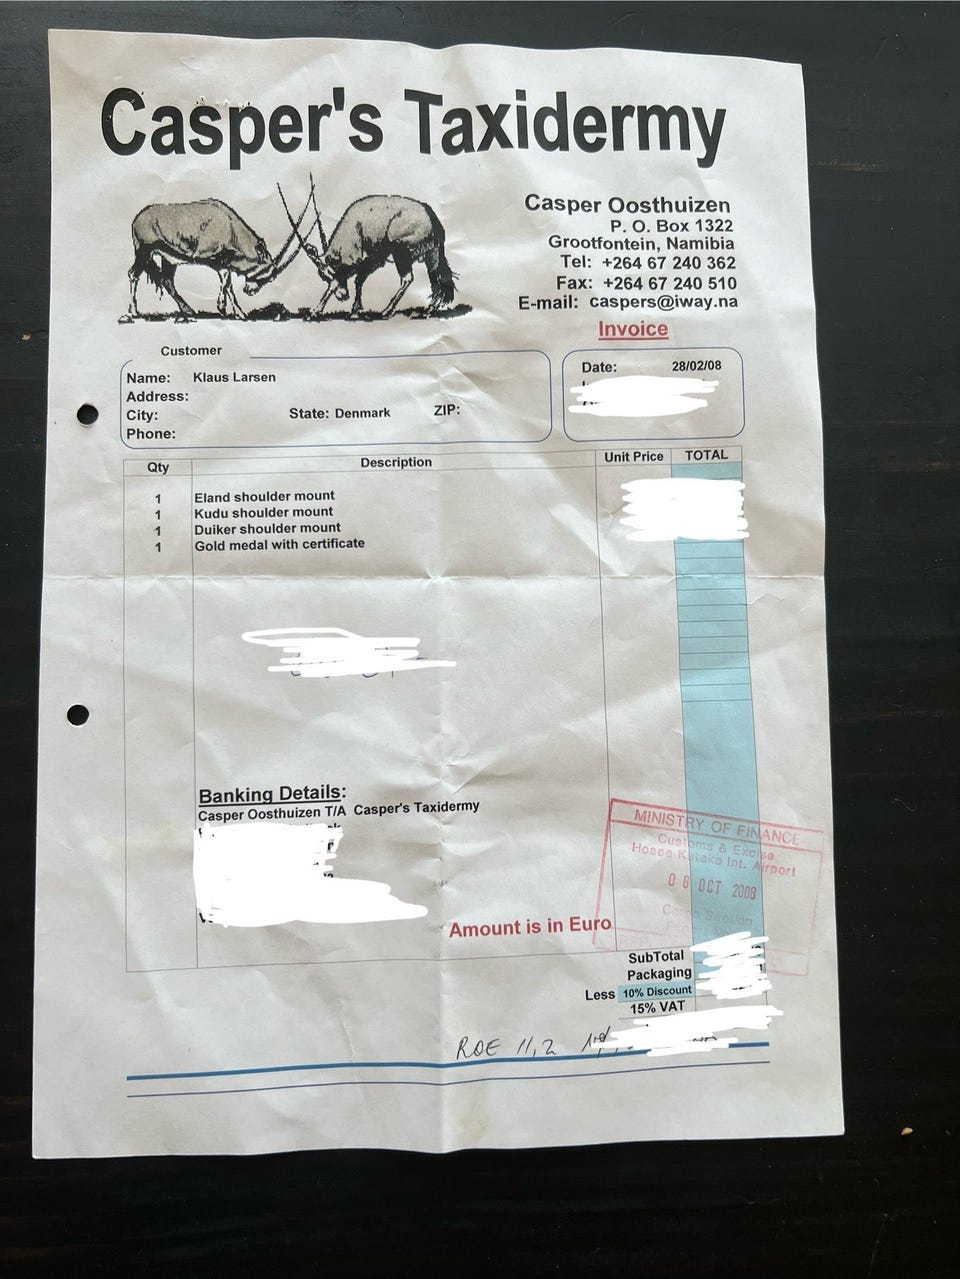 Casper's Taxidermy
Casper Oosthuizen
P. O. Box 1322
Grootfontein, Namibia
Tel: +264 67 240 362
Fax: +264 67 240 510
E-mail: caspers@iway.na
Invoice
Customer
Name: Klaus Larsen
Address:
City: State: Denmark ZIP:
Phone:
Date: 28/02/08
Qty Description Unit Price TOTAL
1 Eland shoulder mount
1 Kudu shoulder mount
1 Duiker shoulder mount
1 Gold medal with certificate
Banking Details:
Casper Oosthuizen T/A Casper's Taxidermy
MINISTRY OF FINANCE
Customs & Excise
Hosea Kutako Int. Airport
08 OCT 2008
Amount is in Euro
SubTotal
Packaging
Less 10% Discount
15% VAT
ROE 11,2